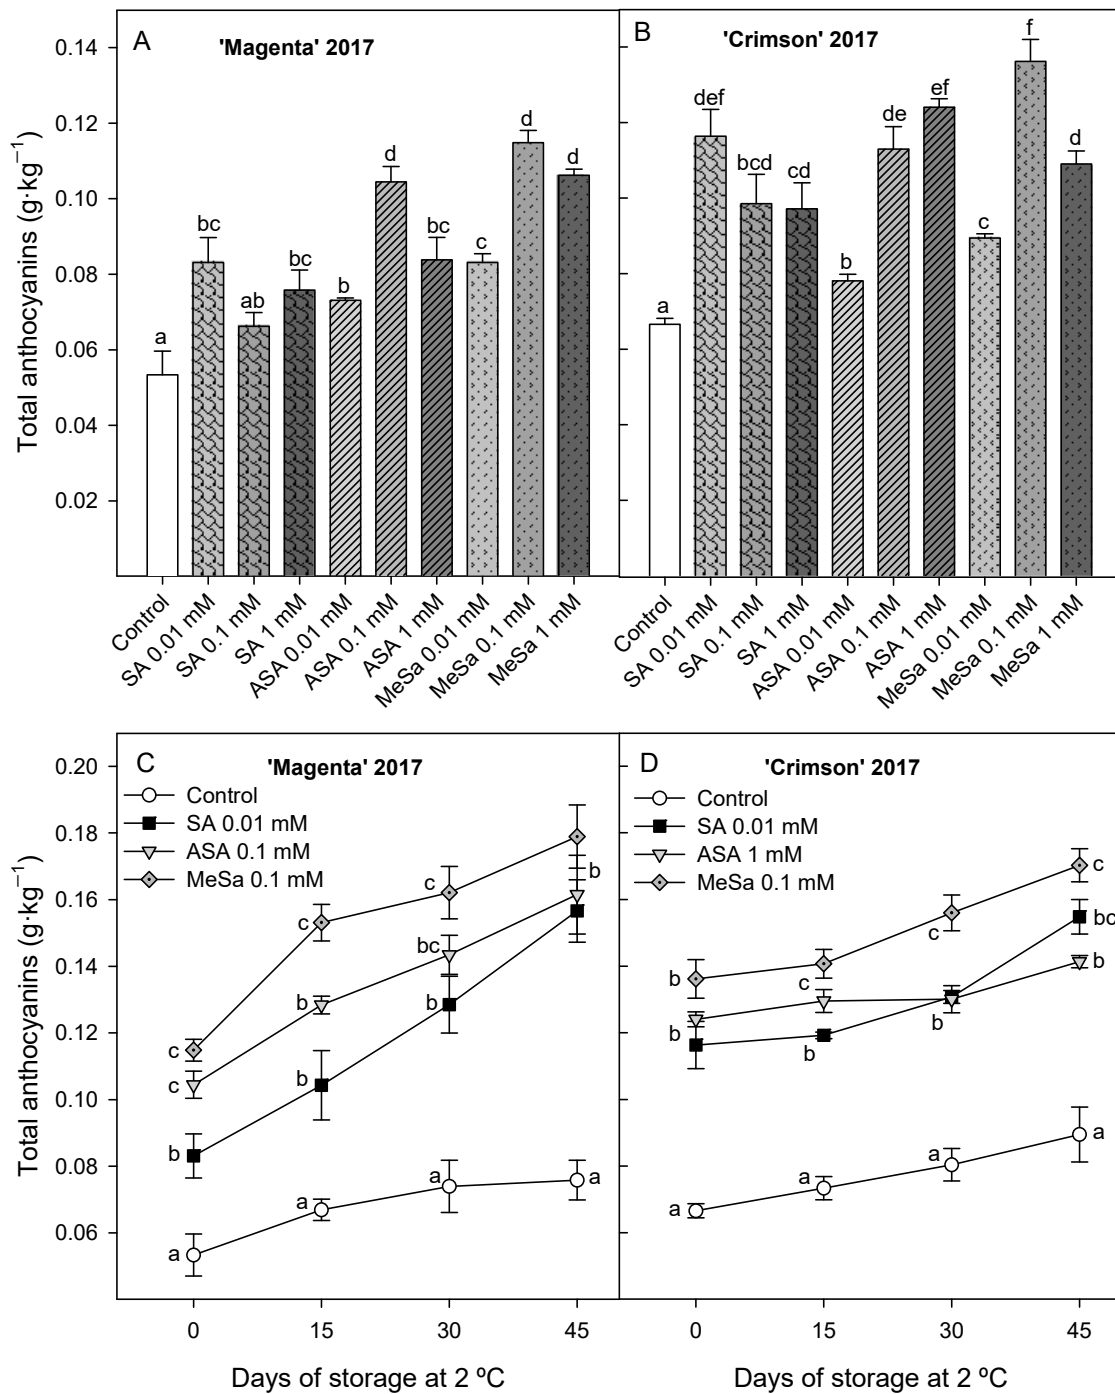 A
'Magenta' 2017
B
'Crimson' 2017
Total anthocyanins (g·kg⁻¹)
0.14
0.12
0.10
0.08
0.06
0.04
0.02
a
bc
ab
bc
b
d
bc
c
d
d
a
def
bcd
cd
b
de
ef
c
f
d
Control
SA 0.01 mM
SA 0.1 mM
SA 1 mM
ASA 0.01 mM
ASA 0.1 mM
ASA 1 mM
MeSa 0.01 mM
MeSa 0.1 mM
MeSa 1 mM
Control
SA 0.01 mM
SA 0.1 mM
SA 1 mM
ASA 0.01 mM
ASA 0.1 mM
ASA 1 mM
MeSa 0.01 mM
MeSa 0.1 mM
MeSa 1 mM
C
'Magenta' 2017
Control
SA 0.01 mM
ASA 0.1 mM
MeSa 0.1 mM
D
'Crimson' 2017
Control
SA 0.01 mM
ASA 1 mM
MeSa 0.1 mM
Total anthocyanins (g·kg⁻¹)
0.20
0.18
0.16
0.14
0.12
0.10
0.08
0.06
c
c
b
a
c
b
b
a
c
bc
b
a
b
a
b
b
a
c
b
a
c
b
a
c
bc
b
a
0
15
30
45
0
15
30
45
Days of storage at 2 ºC
Days of storage at 2 ºC